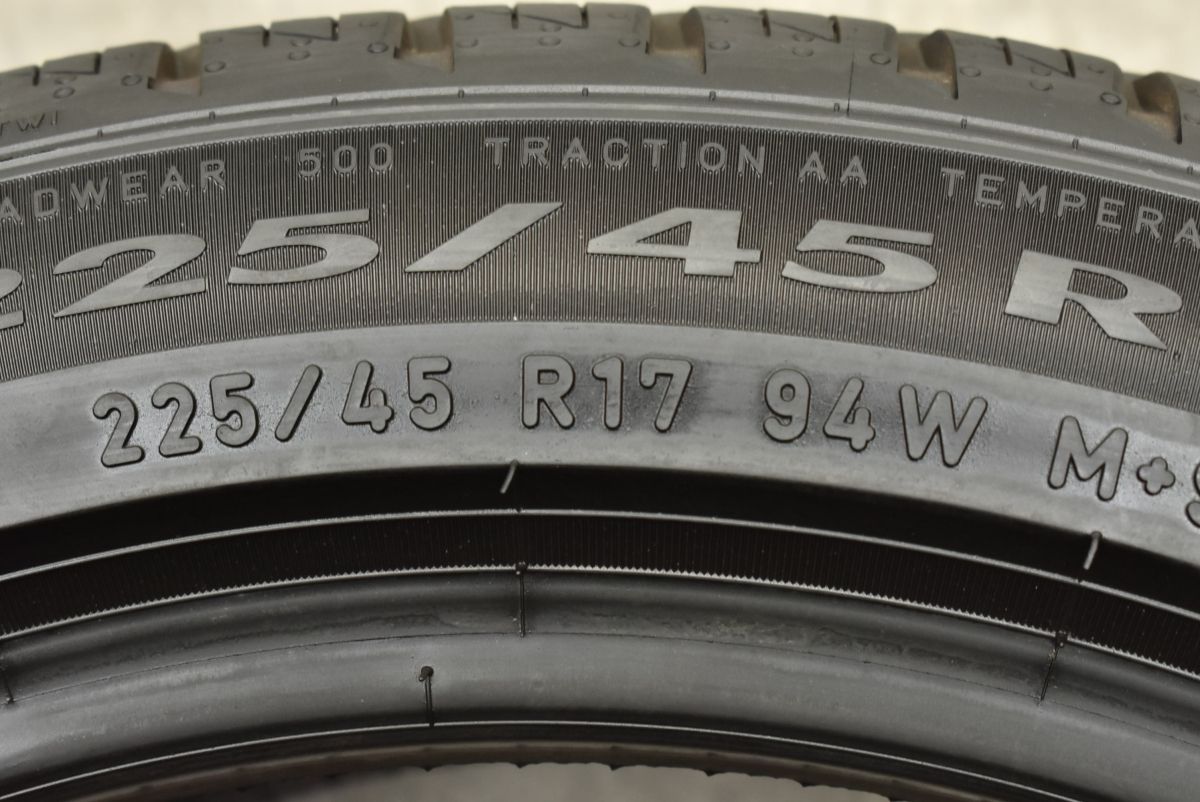 TWI
ADWEAR 500 TRACTION AA TEMPERA
225/45 R
225/45 R17 94W M+S